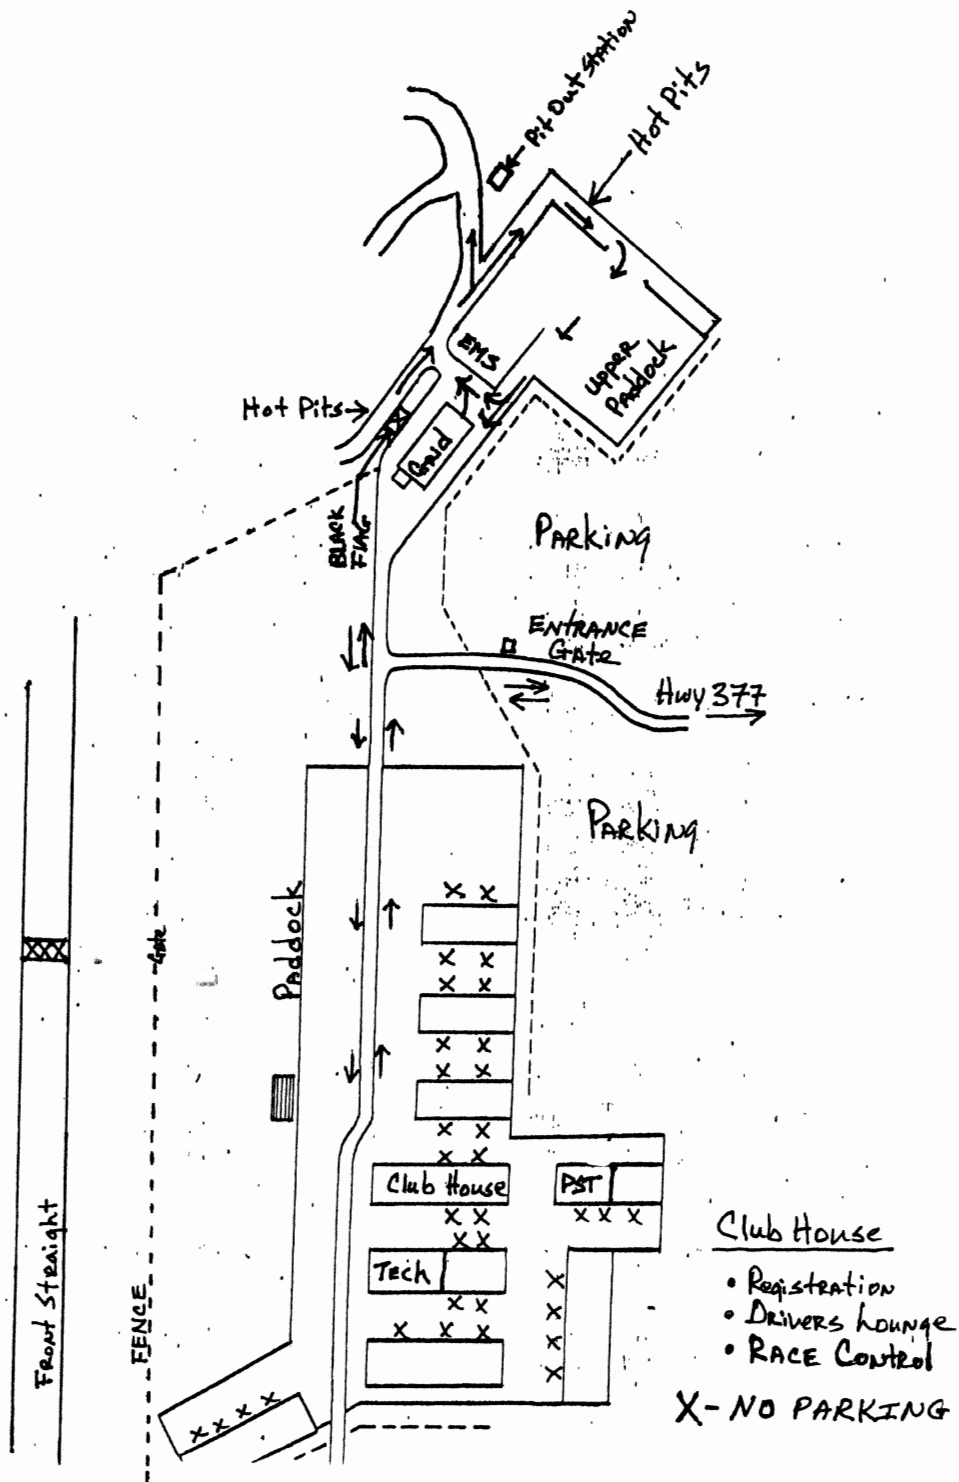 Pit Out Station
Hot Pits
EMS
Upper
Paddock
Hot Pits
Grid
BLACK
FLAG
PARKING
ENTRANCE
Gate
Hwy 377
PARKING
Paddock
Gate
X X
X X
X X
X X
X X
X X
X X
Club House
PST
X X X
X X
X X
Tech
X X
X X X
X
X
X
X
X X X X
Front Straight
FENCE
Club House
• Registration
• Drivers Lounge
• RACE Control
X - NO PARKING